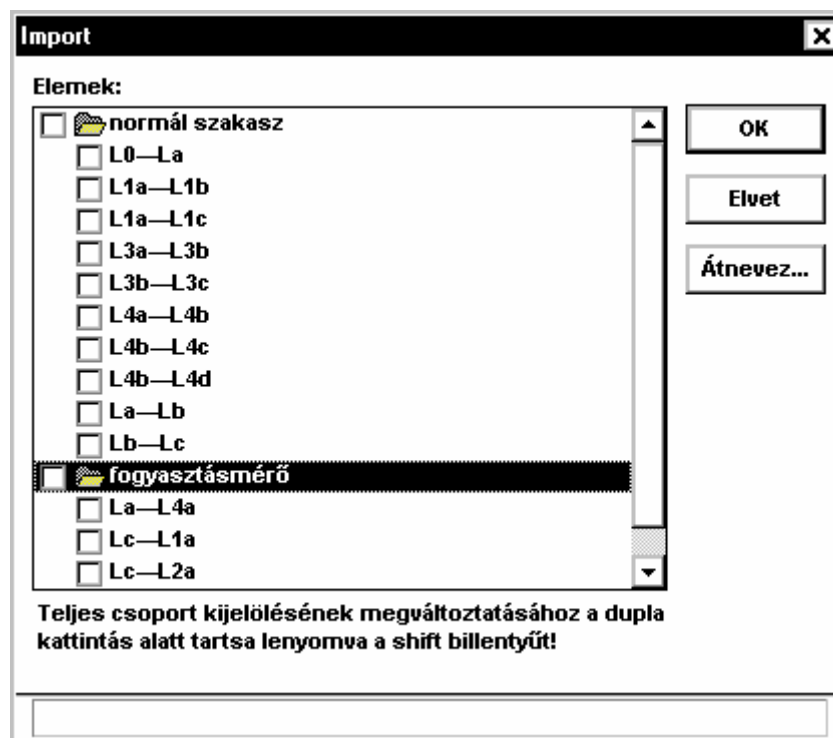 Import
Elemek:
normál szakasz
L0—La
L1a—L1b
L1a—L1c
L3a—L3b
L3b—L3c
L4a—L4b
L4b—L4c
L4b—L4d
La—Lb
Lb—Lc
fogyasztásmérő
La—L4a
Lc—L1a
Lc—L2a
OK
Elvet
Átnevez...
Teljes csoport kijelölésének megváltoztatásához a dupla
kattintás alatt tartsa lenyomva a shift billentyűt!